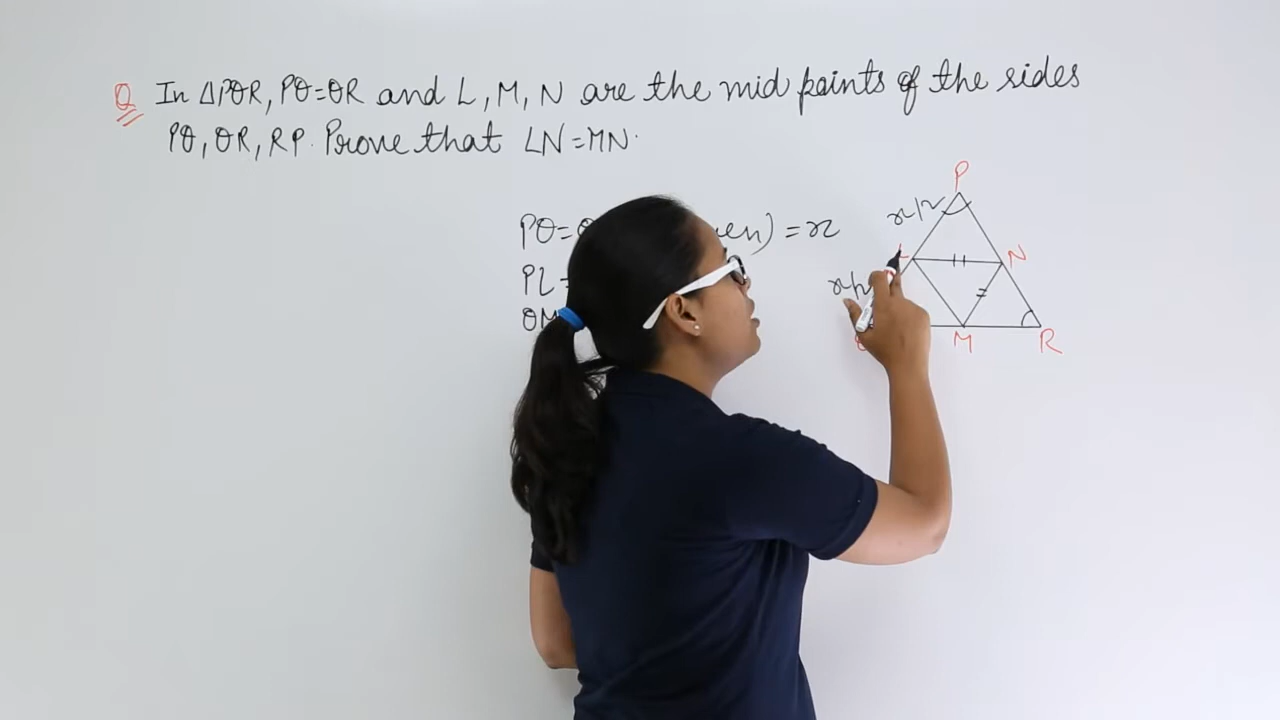 Q In △PQR, PQ=QR and L, M, N are the mid points of the sides
PQ, QR, RP. Prove that LN=MN.
P
x/2
PQ= = x
N
PL
x/2
QM
M
R